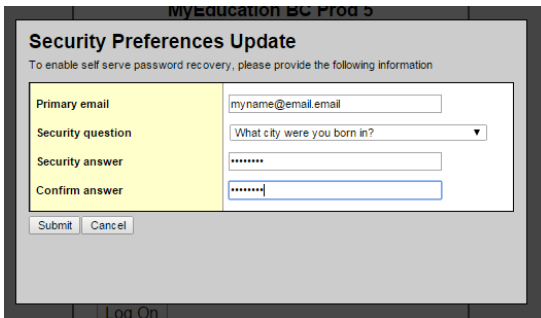 MyEducation BC Prod 5
Security Preferences Update
To enable self serve password recovery, please provide the following information
Primary email
myname@email.email
Security question
What city were you born in?
Security answer
••••••••
Confirm answer
••••••••
Submit
Cancel
Log On